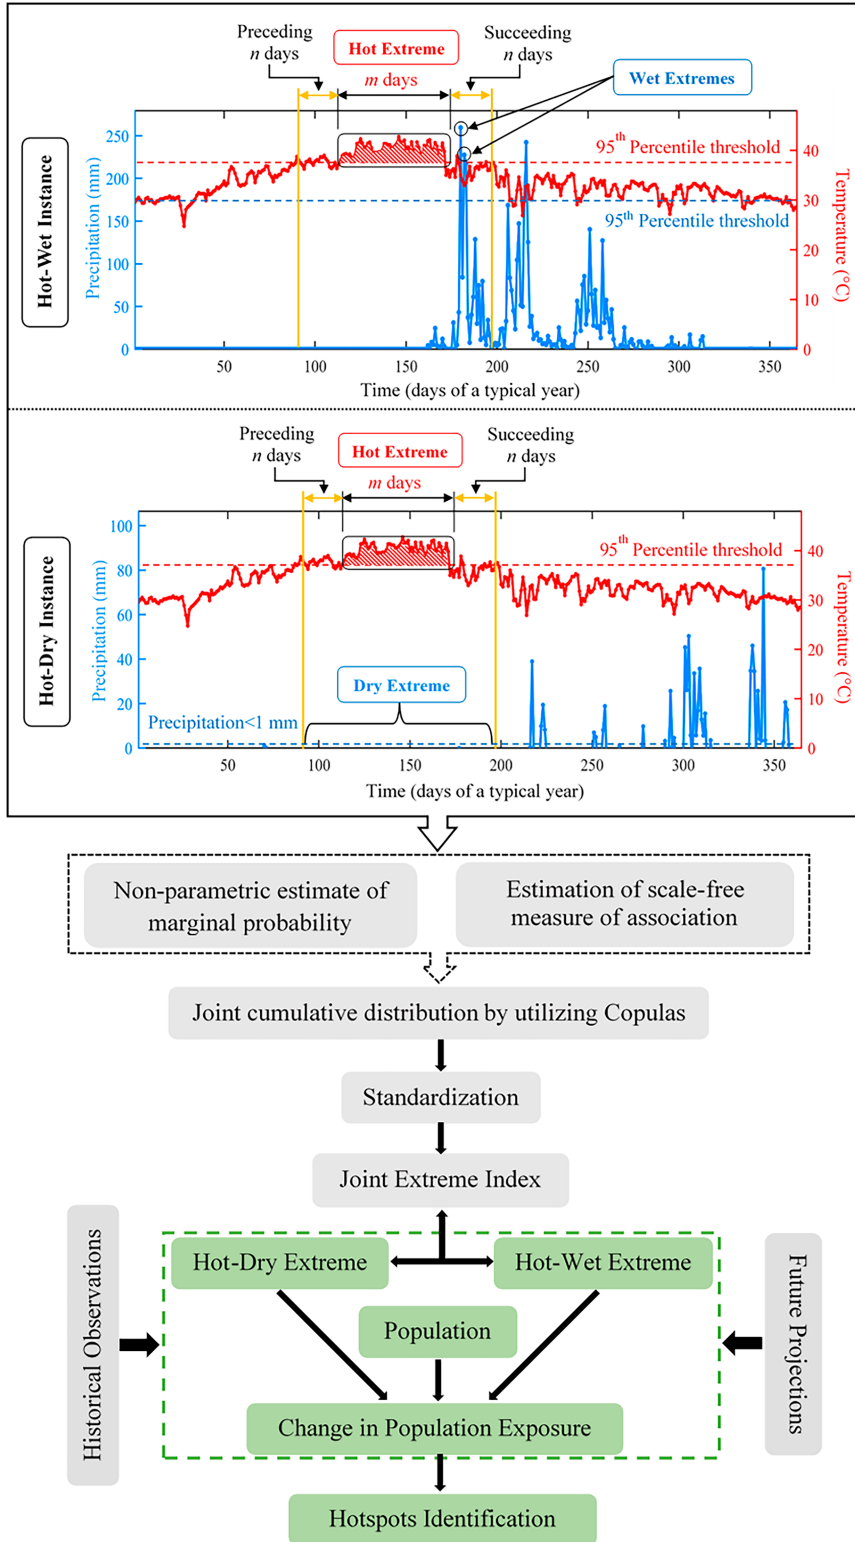 Preceding
n days
Hot Extreme
m days
Succeeding
n days
Wet Extremes
Hot-Wet Instance
Precipitation (mm)
250
200
150
100
50
0
95th Percentile threshold
95th Percentile threshold
40
30
20
10
0
Temperature (°C)
50 100 150 200 250 300 350
Time (days of a typical year)
Preceding
n days
Hot Extreme
m days
Succeeding
n days
Hot-Dry Instance
Precipitation (mm)
100
80
60
40
20
0
95th Percentile threshold
Dry Extreme
Precipitation<1 mm
40
30
20
10
0
Temperature (°C)
50 100 150 200 250 300 350
Time (days of a typical year)
Non-parametric estimate of
marginal probability
Estimation of scale-free
measure of association
Joint cumulative distribution by utilizing Copulas
Standardization
Joint Extreme Index
Historical Observations
Hot-Dry Extreme
Hot-Wet Extreme
Future Projections
Population
Change in Population Exposure
Hotspots Identification